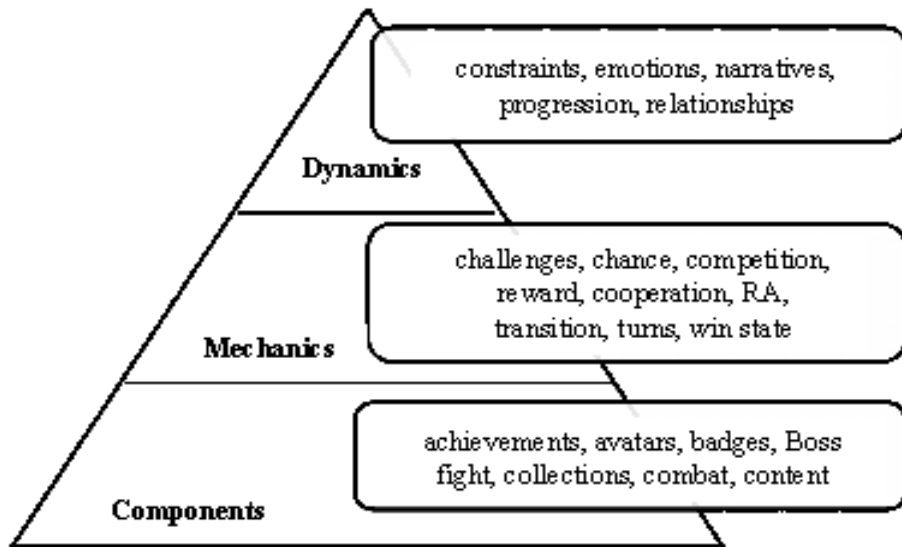 constraints, emotions, narratives,
progression, relationships
Dynamics
challenges, chance, competition,
reward, cooperation, RA,
transition, turns, win state
Mechanics
achievements, avatars, badges, Boss
fight, collections, combat, content
Components